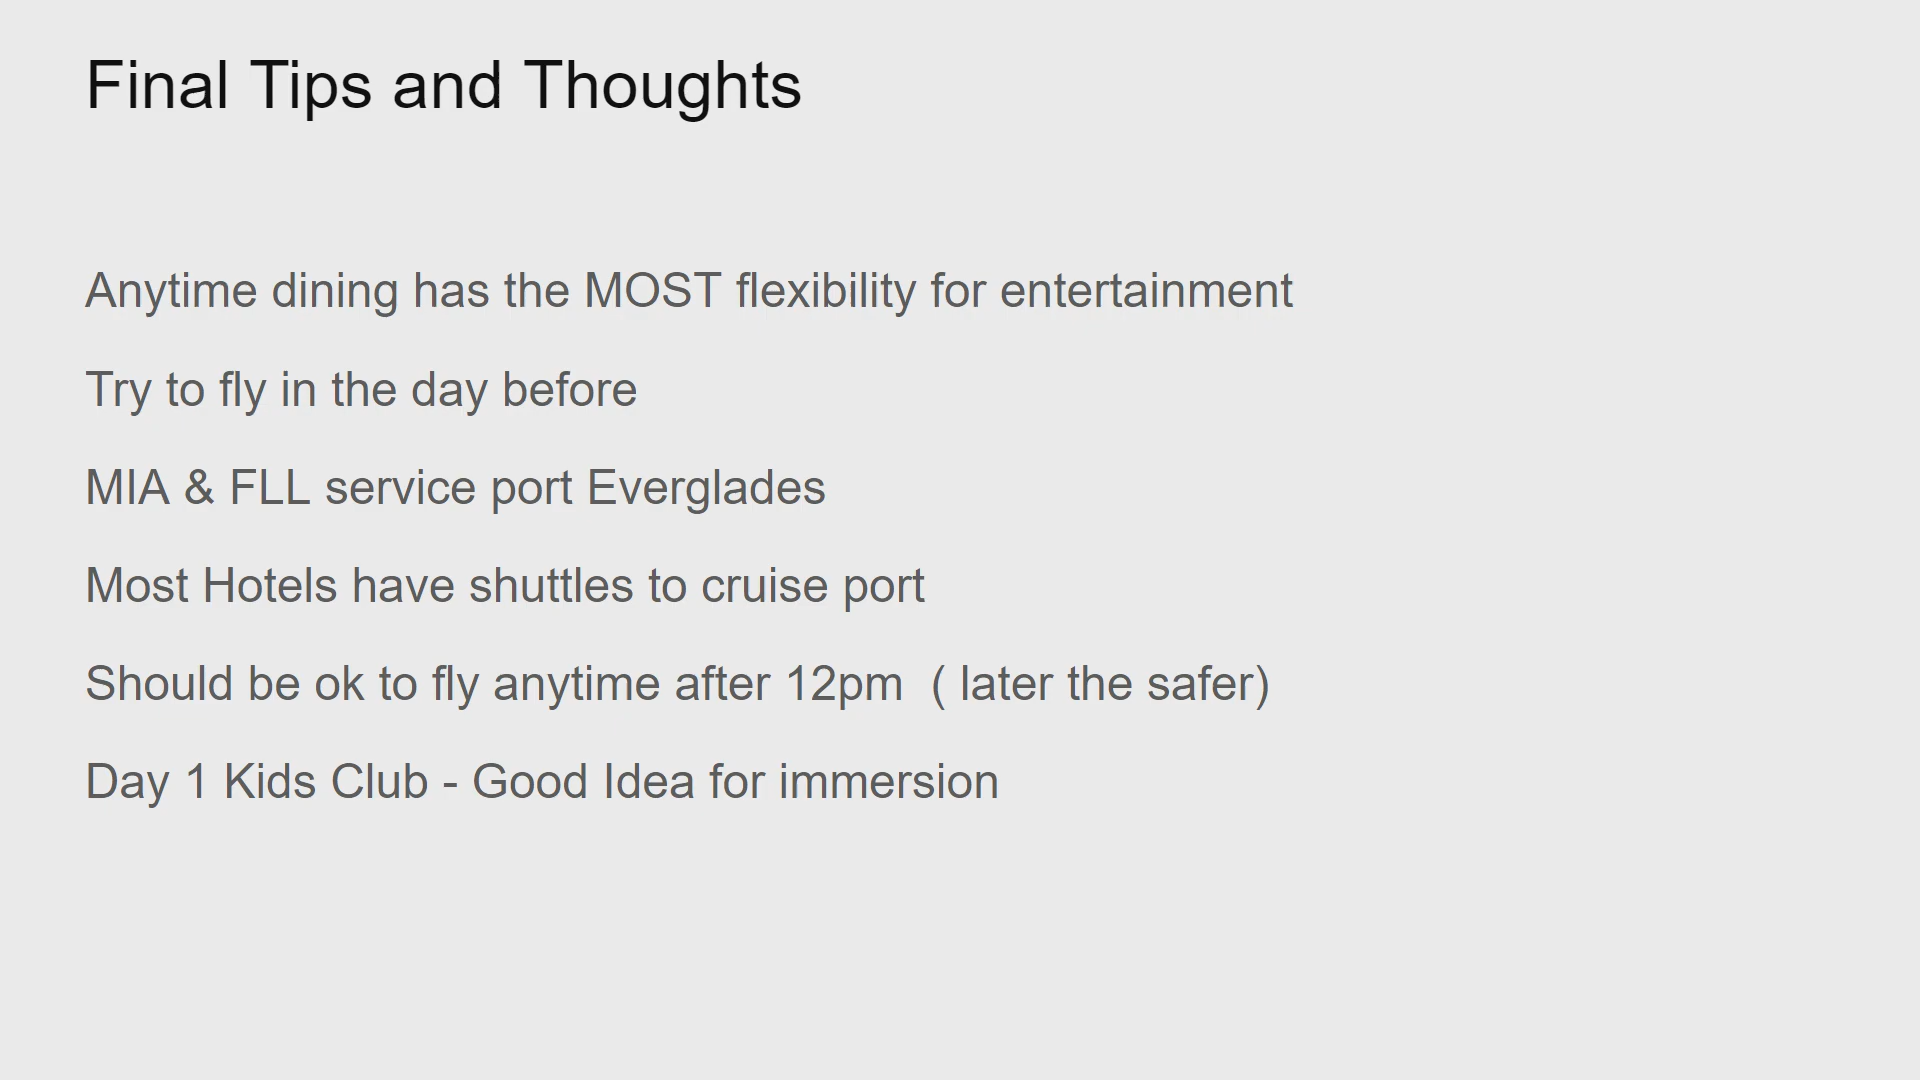 Final Tips and Thoughts
Anytime dining has the MOST flexibility for entertainment
Try to fly in the day before
MIA & FLL service port Everglades
Most Hotels have shuttles to cruise port
Should be ok to fly anytime after 12pm  ( later the safer)
Day 1 Kids Club - Good Idea for immersion